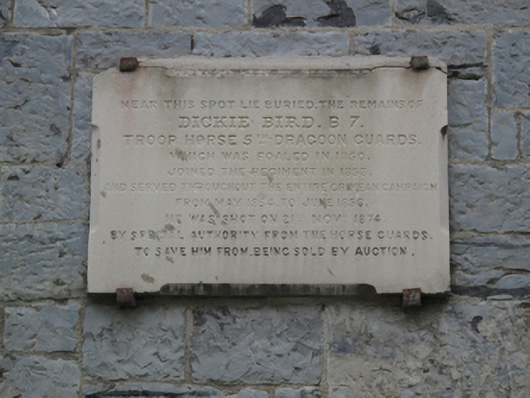 NEAR THIS SPOT LIE BURIED, THE REMAINS OF
DICKIE BIRD. B 7.
TROOP HORSE 5TH DRAGOON GUARDS.
WHICH WAS FOALED IN 1850.
JOINED THE REGIMENT IN 1853.
AND SERVED THROUGHOUT THE ENTIRE CRIMEAN CAMPAIGN
FROM MAY 1854. TO JUNE 1856.
HE WAS SHOT ON 21ST NOVR 1874.
BY SPECIAL AUTHORITY FROM THE HORSE GUARDS.
TO SAVE HIM FROM BEING SOLD BY AUCTION.